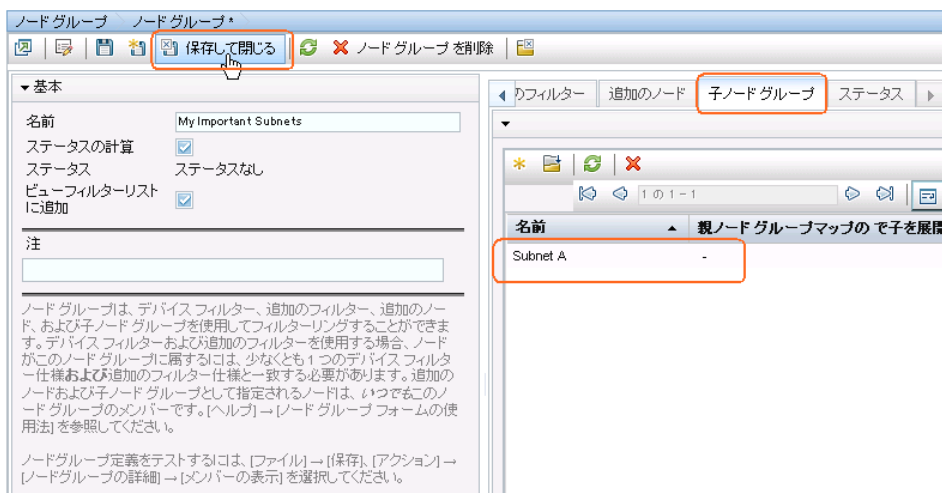 ノード グループ ノード グループ *
保存して閉じる ノード グループ を削除
▼基本
名前 My Important Subnets
ステータスの計算
ステータス ステータスなし
ビューフィルターリスト
に追加
注
ノード グループは、デバイス フィルター、追加のフィルター、追加のノー
ド、および子ノード グループを使用してフィルターリングすることができま
す。デバイス フィルターおよび追加のフィルターを使用する場合、ノード
がこのノード グループに属するには、少なくとも 1 つのデバイス フィルタ
ー仕様および追加のフィルター仕様と一致する必要があります。追加の
ノードおよび子ノード グループとして指定されるノードは、いつでもこのノ
ード グループのメンバーです。[ヘルプ]→[ノード グループ フォームの使
用法] を参照してください。
ノードグループ定義をテストするには、[ファイル]→[保存]、[アクション]→
[ノードグループの詳細]→[メンバーの表示] を選択してください。
のフィルター 追加のノード 子ノード グループ ステータス
1 の 1 - 1
名前 ▲ 親ノード グループマップの で子を展開
Subnet A -